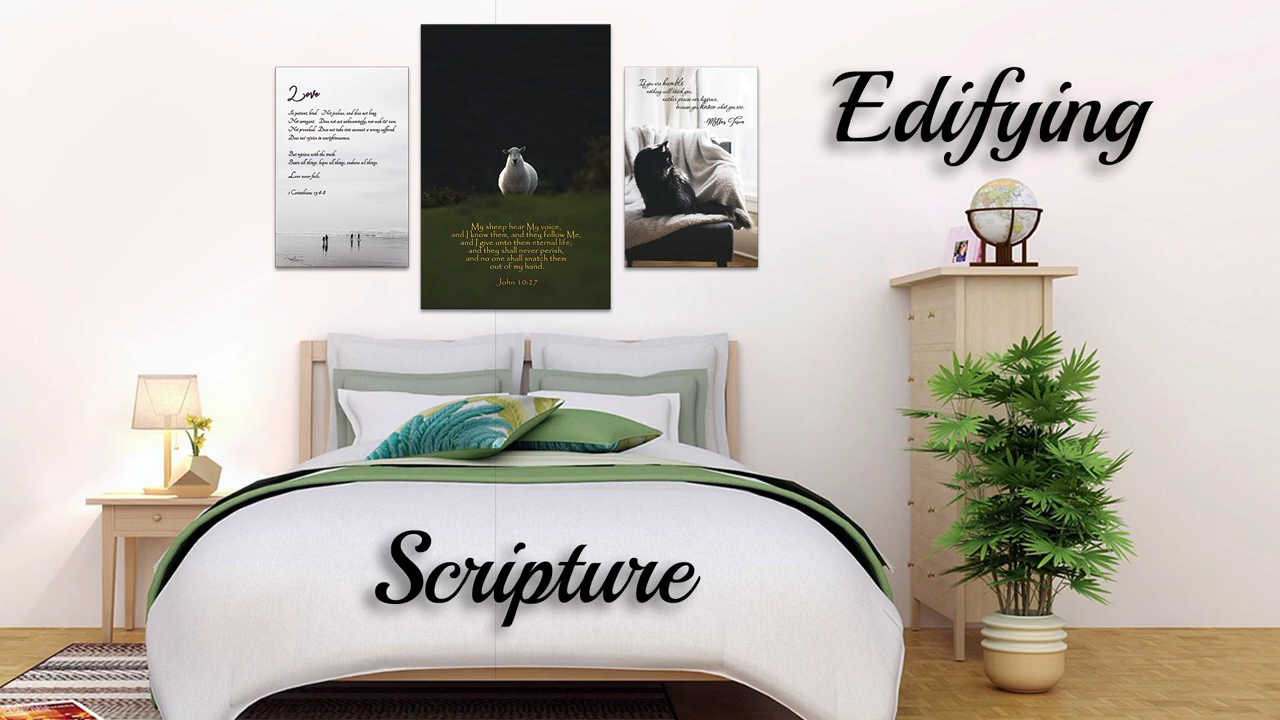 Love
Is patient, kind. Not jealous, and does not brag.
Not arrogant. Does not act unbecomingly, nor seek its' own,
Not provoked. Does not take into account a wrong suffered.
Does not rejoice in unrighteousness.
But rejoices with the truth.
Bears all things, hopes all things, endures all things.
Love never fails.
1 Corinthians 13:4-8
My sheep hear My voice,
and I know them, and they follow Me,
and I give unto them eternal life;
and they shall never perish,
and no one shall snatch them
out of my hand.
John 10:27
If you are humble
nothing will touch you,
neither praise nor disgrace,
because you know what you are.
-Mother Teresa
Edifying
Scripture